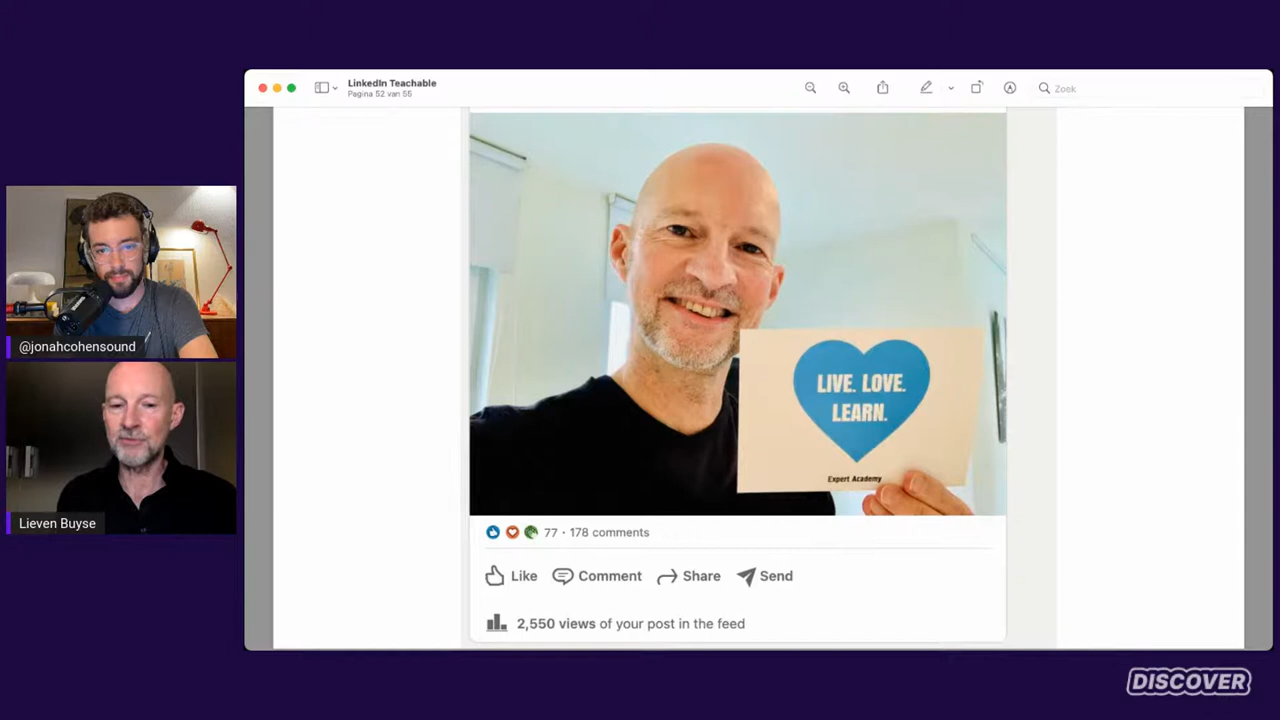 LinkedIn Teachable
Pagina 52 van 55
Zoek
@jonahcohensound
Lieven Buyse
LIVE. LOVE.
LEARN.
Expert Academy
77 · 178 comments
Like Comment Share Send
2,550 views of your post in the feed
DISCOVER